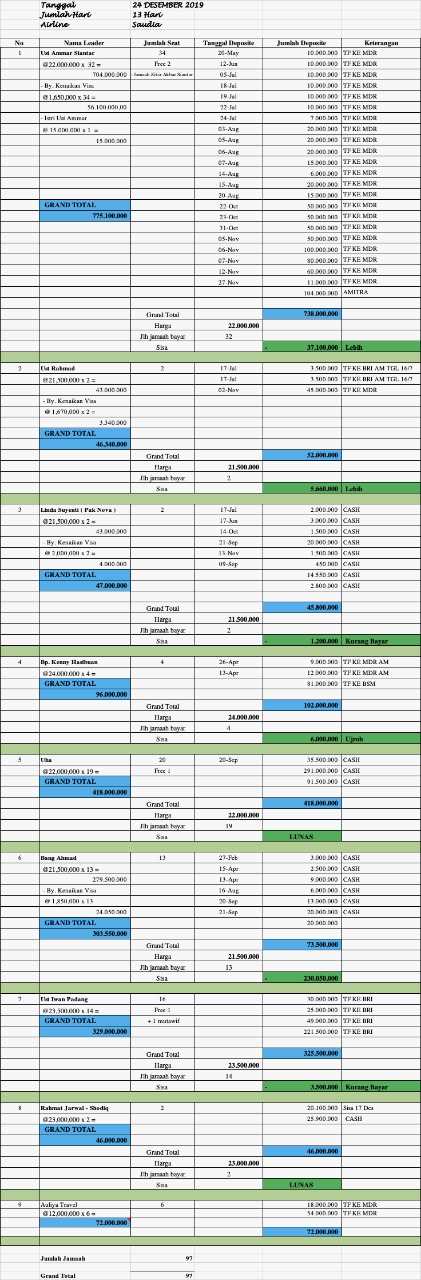 Tanggal 24 DESEMBER 2019
Jumlah Hari 13 Hari
Airline Saudia
No Nama Leader Jumlah Seat Tanggal Deposite Jumlah Deposite Keterangan
1 Ust Ammar Siantar 34 20-May 10.000.000 TF KE MDR
@22,000.000 x 32 = Free 2 12-Jun 10.000.000 TF KE MDR
704.000.000 Jamaah Zikir Akbar Siantar 05-Jul 10.000.000 TF KE MDR
- By. Kenaikan Visa 18-Jul 10.000.000 TF KE MDR
@1,650,000 x 34 = 19-Jul 10.000.000 TF KE MDR
56.100.000,00 22-Jul 10.000.000 TF KE MDR
- Istri Ust Ammar 24-Jul 7.000.000 TF KE MDR
@ 15.000.000 x 1 = 03-Aug 20.000.000 TF KE MDR
15.000.000 05-Aug 20.000.000 TF KE MDR
06-Aug 20.000.000 TF KE MDR
07-Aug 15.000.000 TF KE MDR
14-Aug 6.000.000 TF KE MDR
15-Aug 20.000.000 TF KE MDR
20-Aug 15.000.000 TF KE MDR
GRAND TOTAL 22-Oct 50.000.000 TF KE MDR
775.100.000 23-Oct 50.000.000 TF KE MDR
31-Oct 50.000.000 TF KE MDR
05-Nov 50.000.000 TF KE MDR
06-Nov 100.000.000 TF KE MDR
07-Nov 80.000.000 TF KE MDR
12-Nov 60.000.000 TF KE MDR
27-Nov 11.000.000 TF KE MDR
104.000.000 AMITRA
Grand Total 738.000.000
Harga 22.000.000
Jlh jamaah bayar 32
Sisa - 37.100.000 Lebih
2 Ust Rahmad 2 17-Jul 3.500.000 TF KE BRI AM TGL 16/7
@21,500,000 x 2 = 17-Jul 3.500.000 TF KE BRI AM TGL 16/7
43.000.000 02-Nov 45.000.000 TF KE MDR
- By. Kenaikan Visa
@ 1,670,000 x 2 =
3.340.000
GRAND TOTAL
46.340.000
Grand Total 52.000.000
Harga 21.500.000
Jlh jamaah bayar 2
Sisa 5.660.000 Lebih
3 Linda Suyenti ( Pak Nova ) 2 17-Jul 2.000.000 CASH
@21,500,000 x 2 = 17-Jun 3.000.000 CASH
43.000.000 14-Oct 1.500.000 CASH
- By. Kenaikan Visa 21-Sep 20.000.000 CASH
@ 2,000,000 x 2 = 13-Nov 1.500.000 CASH
4.000.000 09-Sep 450.000 CASH
GRAND TOTAL 14.550.000 CASH
47.000.000 2.800.000 CASH
Grand Total 45.800.000
Harga 21.500.000
Jlh jamaah bayar 2
Sisa - 1.200.000 Kurang Bayar
4 Bp. Kenny Hasibuan 4 26-Apr 9.000.000 TF KE MDR AM
@24.000.000 x 4 = 13-Apr 12.000.000 TF KE MDR AM
GRAND TOTAL 81.000.000 TF KE BSM
96.000.000
Grand Total 102.000.000
Harga 24.000.000
Jlh jamaah bayar 4
Sisa 6.000.000 Ujroh
5 Uha 20 20-Sep 35.500.000 CASH
@22,000,000 x 19 = Free 1 291.000.000 CASH
GRAND TOTAL 91.500.000 CASH
418.000.000
Grand Total 418.000.000
Harga 22.000.000
Jlh jamaah bayar 19
Sisa LUNAS
6 Bang Ahmad 13 27-Feb 3.000.000 CASH
@21,500,000 x 13 = 15-Apr 2.500.000 CASH
279.500.000 13-Apr 9.000.000 CASH
- By. Kenaikan Visa 16-Aug 6.000.000 CASH
@ 1,850,000 x 13 20-Sep 13.000.000 CASH
24.050.000 21-Sep 20.000.000 CASH
GRAND TOTAL 20.000.000
303.550.000
Grand Total 73.500.000
Harga 21.500.000
Jlh jamaah bayar 13
Sisa - 230.050.000
7 Ust Iwan Padang 16 30.000.000 TF KE BRI
@23,500,000 x 14 = Free 1 25.000.000 TF KE BRI
GRAND TOTAL + 1 mutawif 49.000.000 TF KE BRI
329.000.000 221.500.000 TF KE BRI
Grand Total 325.500.000
Harga 23.500.000
Jlh jamaah bayar 14
Sisa - 3.500.000 Kurang Bayar
8 Rahmat Jarwal - Shodiq 2 20.100.000 Sisa 17 Des
@23,000,000 x 2 = 25.900.000 CASH
GRAND TOTAL
46.000.000
Grand Total 46.000.000
Harga 23.000.000
Jlh jamaah bayar 2
Sisa LUNAS
9 Auliya Travel 6 18.000.000 TF KE MDR
@12,000,000 x 6 = 54.000.000 TF KE MDR
72.000.000
72.000.000
Jumlah Jamaah 97
Grand Total 97